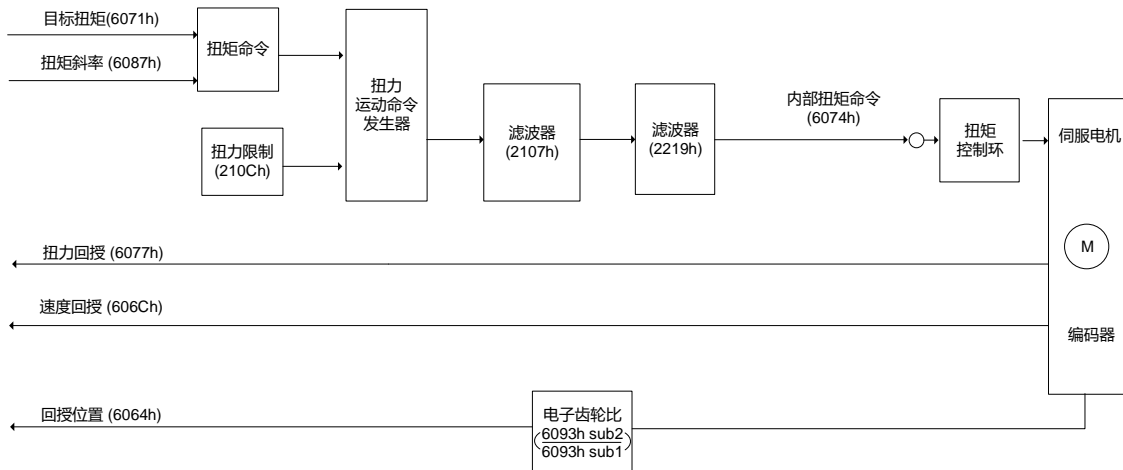 目标扭矩(6071h)
扭矩斜率 (6087h)
扭矩命令
扭力限制
(210Ch)
扭力
运动命令
发生器
滤波器
(2107h)
滤波器
(2219h)
内部扭矩命令
(6074h)
扭矩
控制环
伺服电机
M
编码器
扭力回授 (6077h)
速度回授 (606Ch)
回授位置 (6064h)
电子齿轮比
(6093h sub2
6093h sub1)